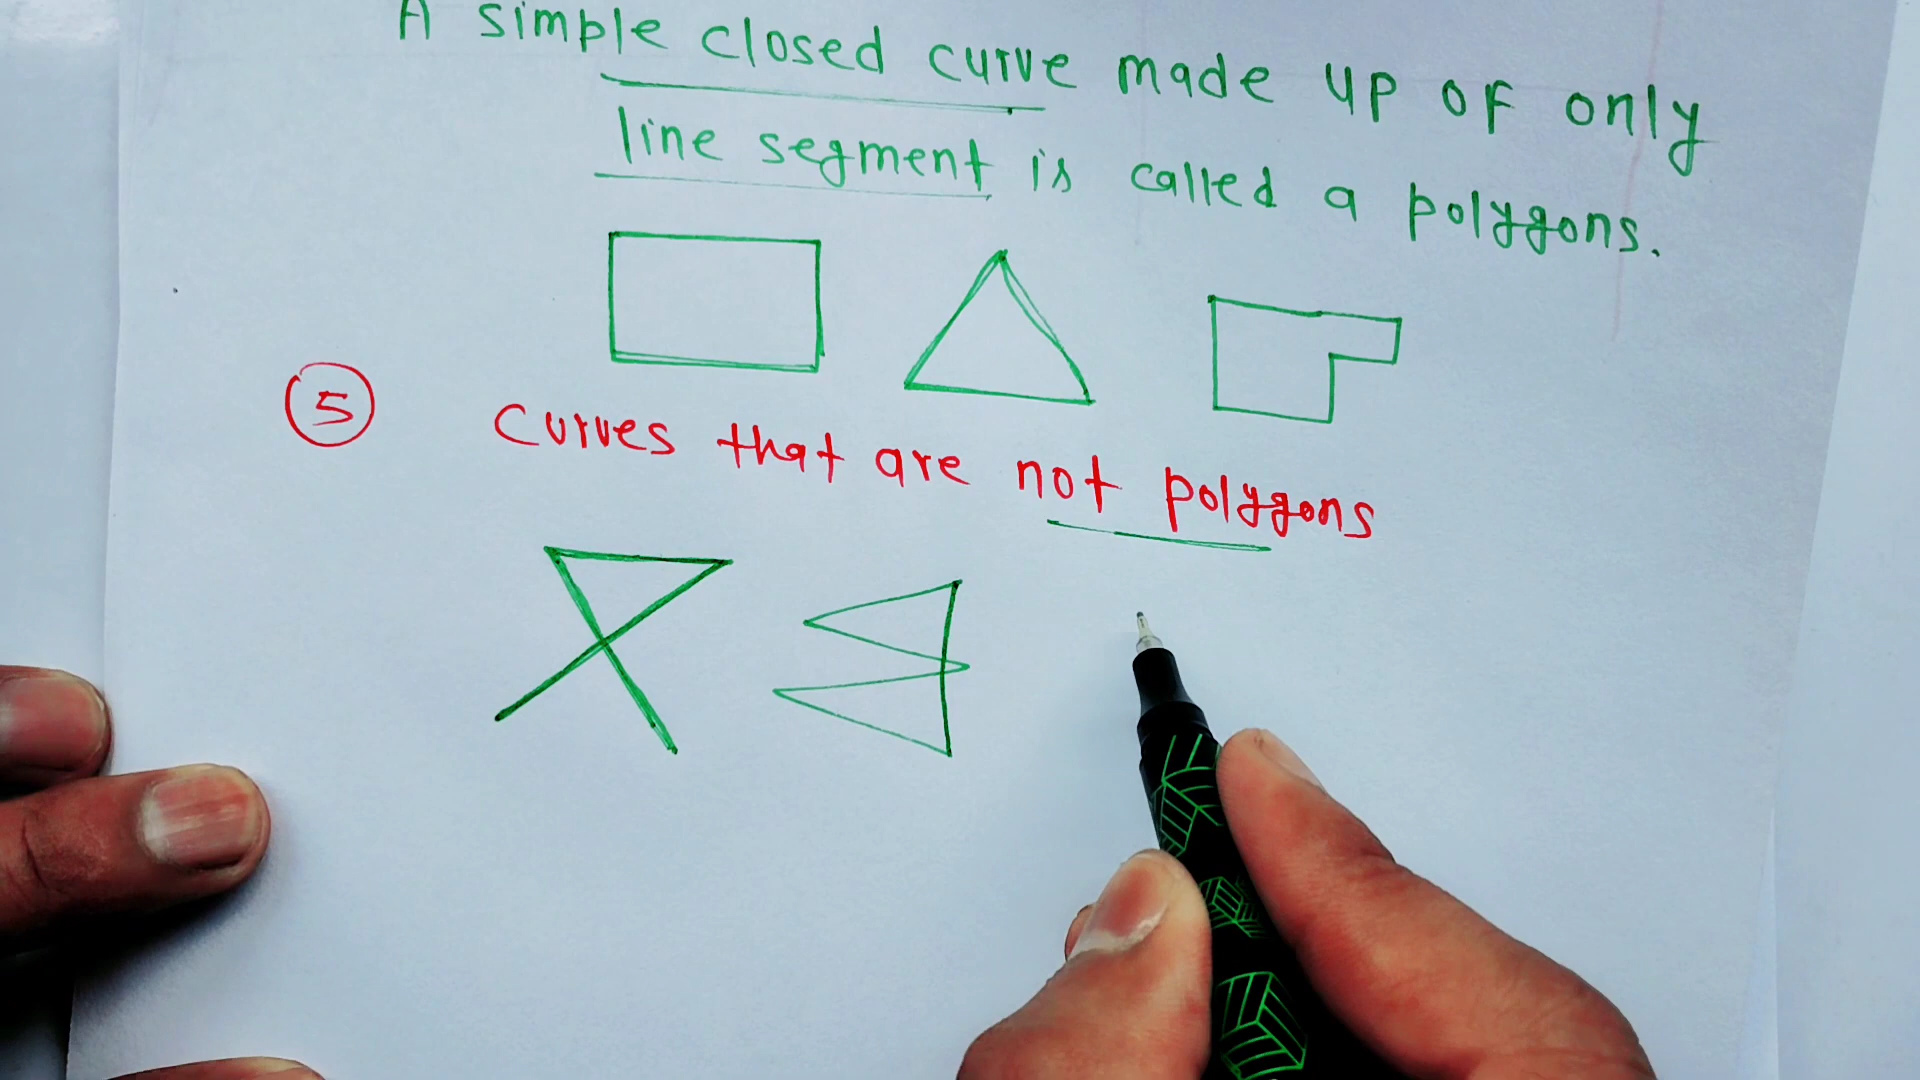 A simple closed curve made up of only
line segment is called a polygons.
5 curves that are not polygons